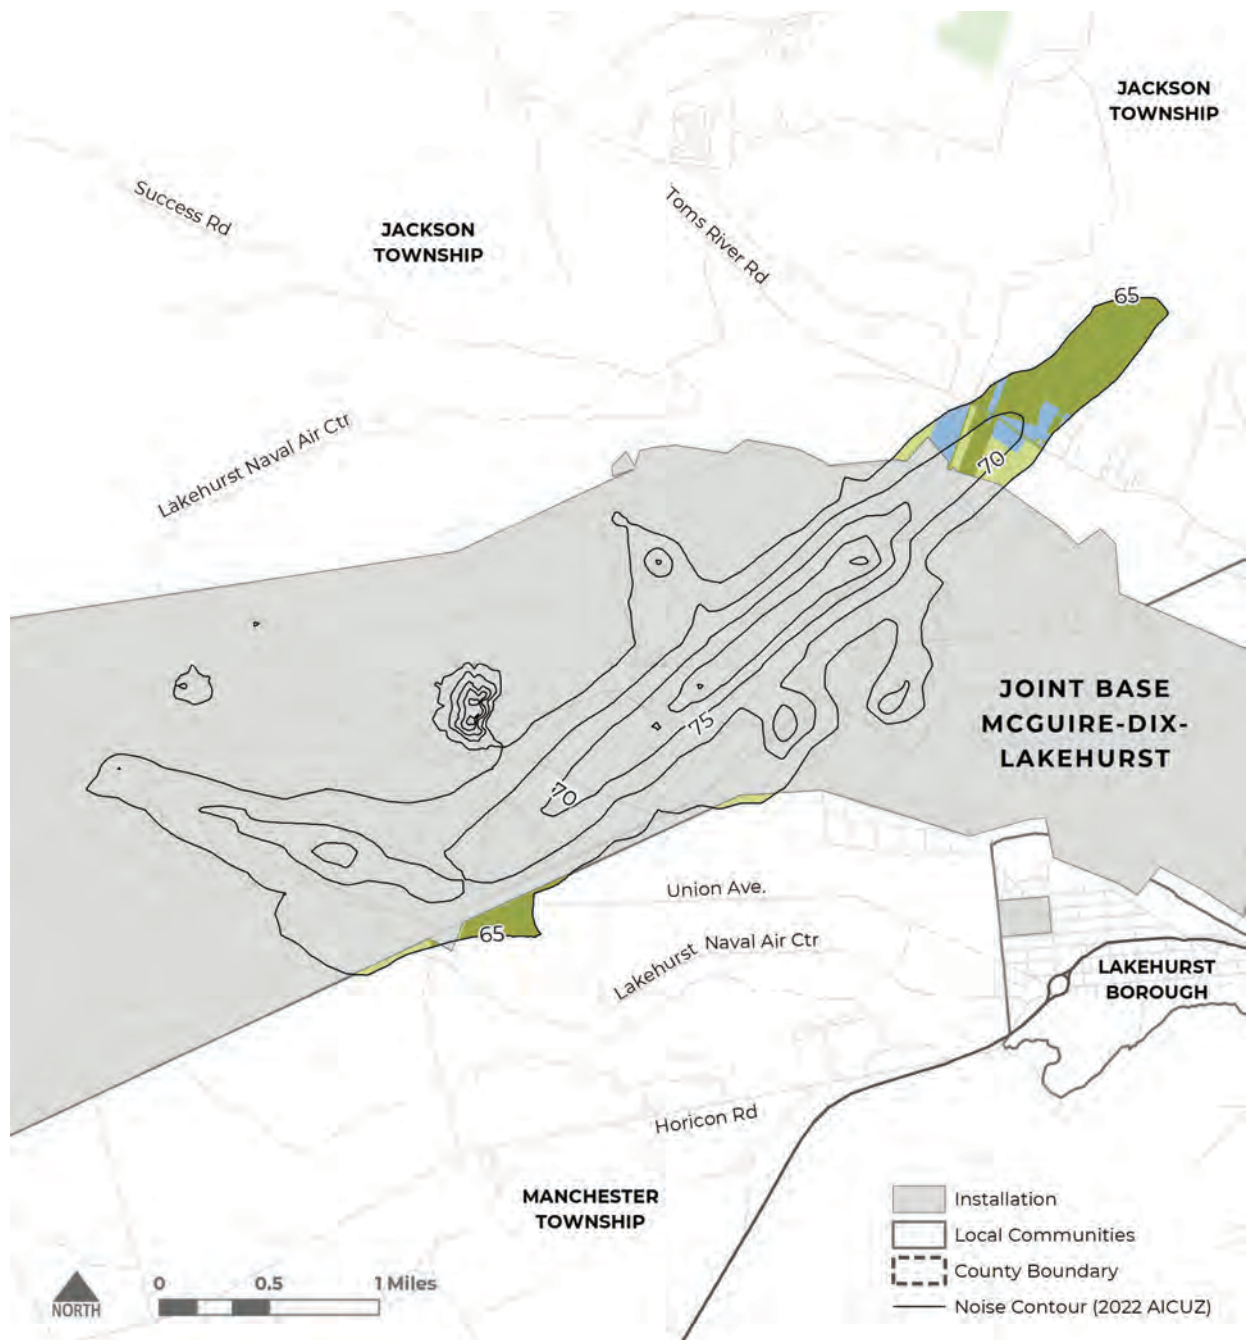 JACKSON
TOWNSHIP
Success Rd
JACKSON
TOWNSHIP
Toms River Rd
65
Lakehurst Naval Air Ctr
70
JOINT BASE
MCGUIRE-DIX-
LAKEHURST
75
70
Union Ave.
65
Lakehurst Naval Air Ctr
LAKEHURST
BOROUGH
Horicon Rd
MANCHESTER
TOWNSHIP
Installation
Local Communities
County Boundary
Noise Contour (2022 AICUZ)
0 0.5 1 Miles
NORTH